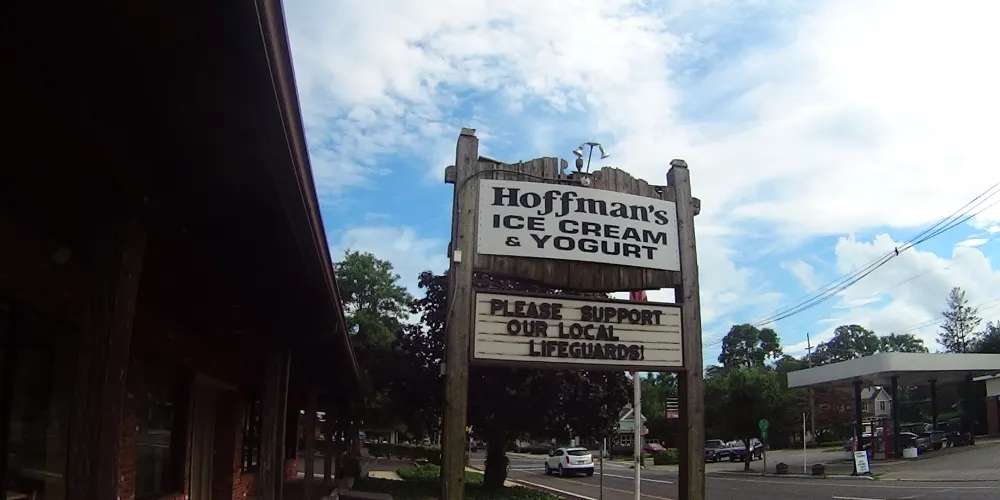 Hoffman's
ICE CREAM
& YOGURT
PLEASE SUPPORT
OUR LOCAL
LIFEGUARDS!